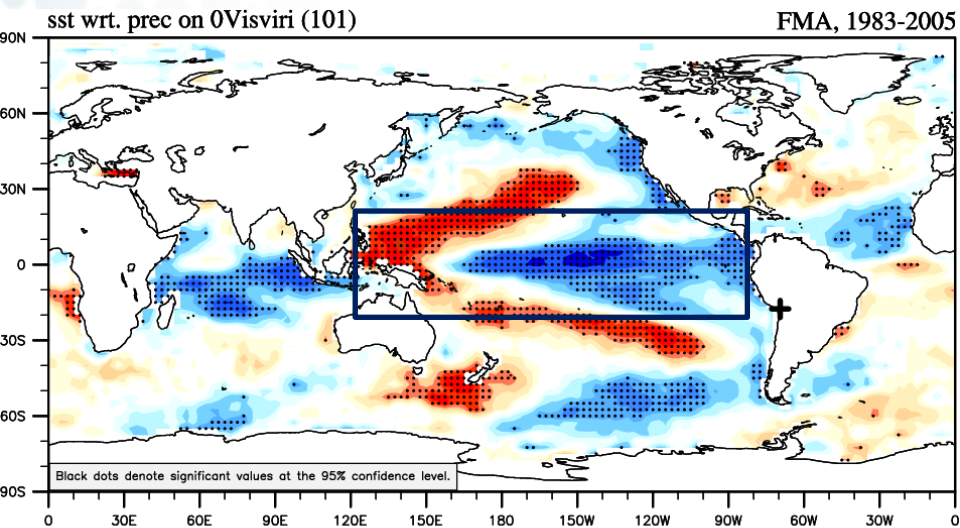 sst wrt. prec on 0Visviri (101)
FMA, 1983-2005
90N
60N
30N
0
30S
60S
90S
Black dots denote significant values at the 95% confidence level.
0 30E 60E 90E 120E 150E 180 150W 120W 90W 60W 30W 0